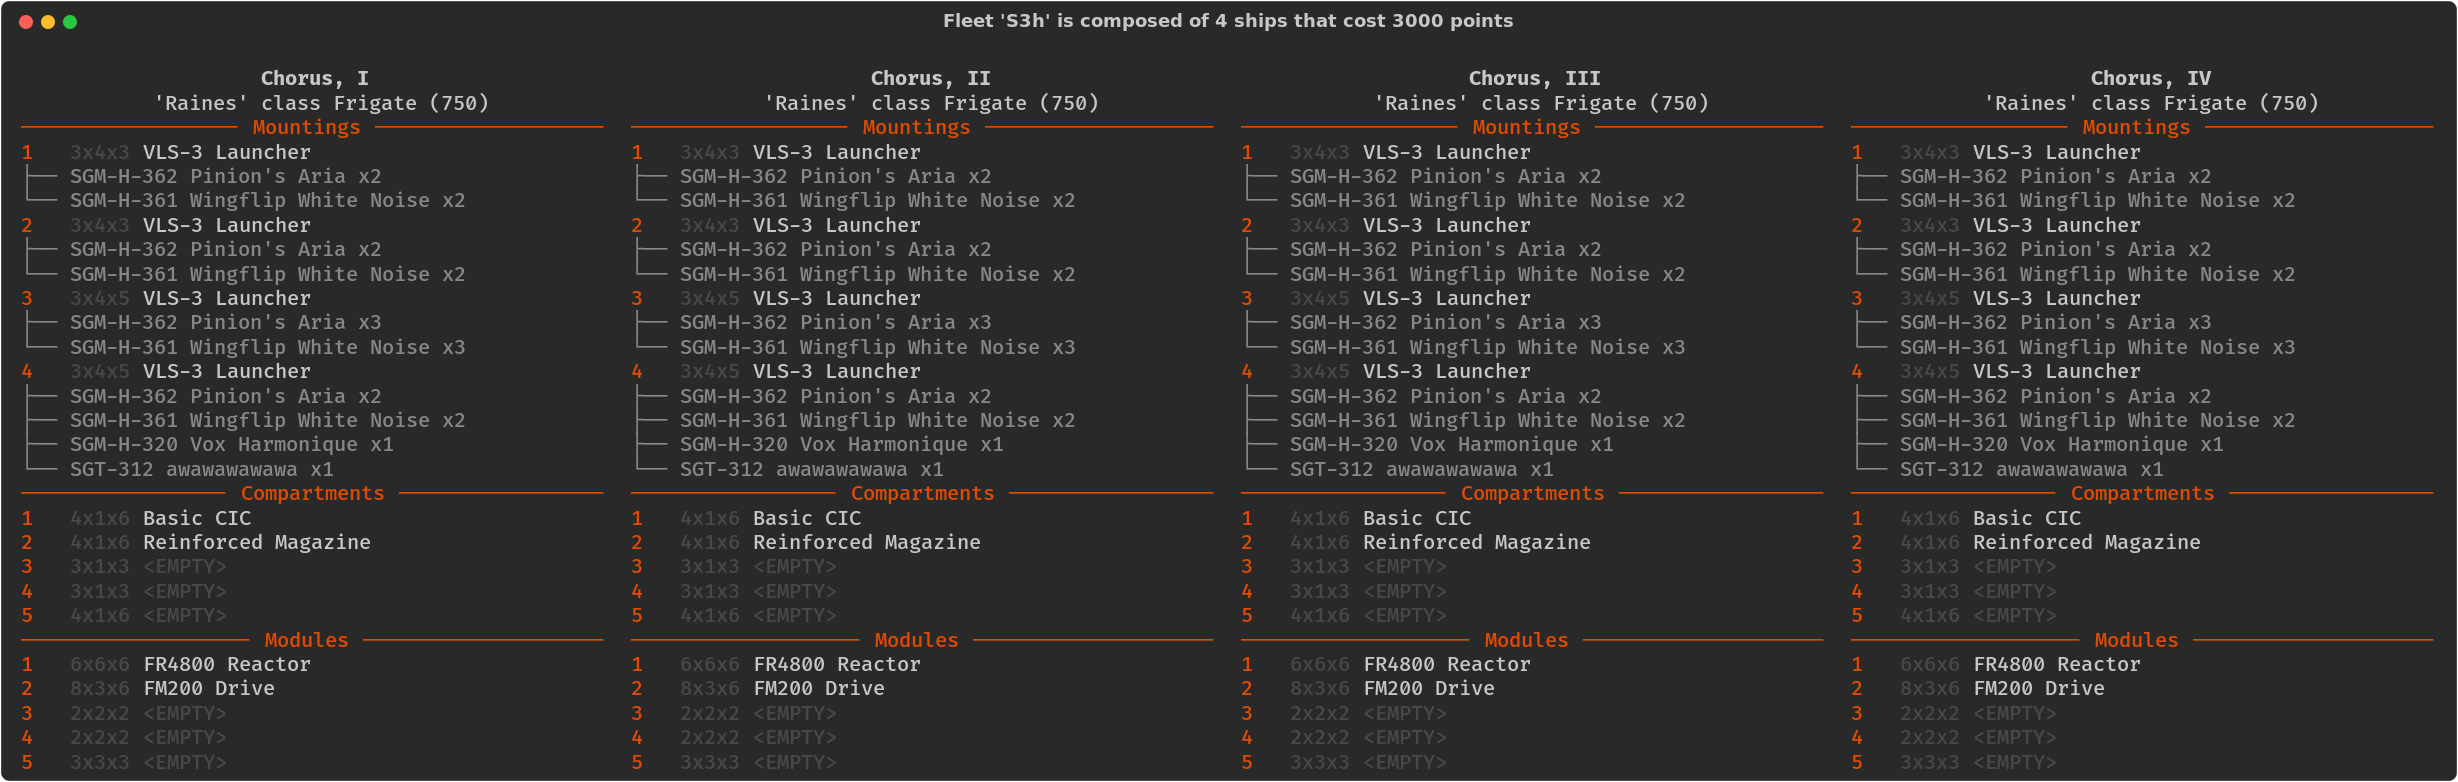 Fleet 'S3h' is composed of 4 ships that cost 3000 points
Chorus, I
'Raines' class Frigate (750)
Mountings
1 3x4x3 VLS-3 Launcher
SGM-H-362 Pinion's Aria x2
SGM-H-361 Wingflip White Noise x2
2 3x4x3 VLS-3 Launcher
SGM-H-362 Pinion's Aria x2
SGM-H-361 Wingflip White Noise x2
3 3x4x5 VLS-3 Launcher
SGM-H-362 Pinion's Aria x3
SGM-H-361 Wingflip White Noise x3
4 3x4x5 VLS-3 Launcher
SGM-H-362 Pinion's Aria x2
SGM-H-361 Wingflip White Noise x2
SGM-H-320 Vox Harmonique x1
SGT-312 awawawawawa x1
Compartments
1 4x1x6 Basic CIC
2 4x1x6 Reinforced Magazine
3 3x1x3 <EMPTY>
4 3x1x3 <EMPTY>
5 4x1x6 <EMPTY>
Modules
1 6x6x6 FR4800 Reactor
2 8x3x6 FM200 Drive
3 2x2x2 <EMPTY>
4 2x2x2 <EMPTY>
5 3x3x3 <EMPTY>
Chorus, II
'Raines' class Frigate (750)
Mountings
1 3x4x3 VLS-3 Launcher
SGM-H-362 Pinion's Aria x2
SGM-H-361 Wingflip White Noise x2
2 3x4x3 VLS-3 Launcher
SGM-H-362 Pinion's Aria x2
SGM-H-361 Wingflip White Noise x2
3 3x4x5 VLS-3 Launcher
SGM-H-362 Pinion's Aria x3
SGM-H-361 Wingflip White Noise x3
4 3x4x5 VLS-3 Launcher
SGM-H-362 Pinion's Aria x2
SGM-H-361 Wingflip White Noise x2
SGM-H-320 Vox Harmonique x1
SGT-312 awawawawawa x1
Compartments
1 4x1x6 Basic CIC
2 4x1x6 Reinforced Magazine
3 3x1x3 <EMPTY>
4 3x1x3 <EMPTY>
5 4x1x6 <EMPTY>
Modules
1 6x6x6 FR4800 Reactor
2 8x3x6 FM200 Drive
3 2x2x2 <EMPTY>
4 2x2x2 <EMPTY>
5 3x3x3 <EMPTY>
Chorus, III
'Raines' class Frigate (750)
Mountings
1 3x4x3 VLS-3 Launcher
SGM-H-362 Pinion's Aria x2
SGM-H-361 Wingflip White Noise x2
2 3x4x3 VLS-3 Launcher
SGM-H-362 Pinion's Aria x2
SGM-H-361 Wingflip White Noise x2
3 3x4x5 VLS-3 Launcher
SGM-H-362 Pinion's Aria x3
SGM-H-361 Wingflip White Noise x3
4 3x4x5 VLS-3 Launcher
SGM-H-362 Pinion's Aria x2
SGM-H-361 Wingflip White Noise x2
SGM-H-320 Vox Harmonique x1
SGT-312 awawawawawa x1
Compartments
1 4x1x6 Basic CIC
2 4x1x6 Reinforced Magazine
3 3x1x3 <EMPTY>
4 3x1x3 <EMPTY>
5 4x1x6 <EMPTY>
Modules
1 6x6x6 FR4800 Reactor
2 8x3x6 FM200 Drive
3 2x2x2 <EMPTY>
4 2x2x2 <EMPTY>
5 3x3x3 <EMPTY>
Chorus, IV
'Raines' class Frigate (750)
Mountings
1 3x4x3 VLS-3 Launcher
SGM-H-362 Pinion's Aria x2
SGM-H-361 Wingflip White Noise x2
2 3x4x3 VLS-3 Launcher
SGM-H-362 Pinion's Aria x2
SGM-H-361 Wingflip White Noise x2
3 3x4x5 VLS-3 Launcher
SGM-H-362 Pinion's Aria x3
SGM-H-361 Wingflip White Noise x3
4 3x4x5 VLS-3 Launcher
SGM-H-362 Pinion's Aria x2
SGM-H-361 Wingflip White Noise x2
SGM-H-320 Vox Harmonique x1
SGT-312 awawawawawa x1
Compartments
1 4x1x6 Basic CIC
2 4x1x6 Reinforced Magazine
3 3x1x3 <EMPTY>
4 3x1x3 <EMPTY>
5 4x1x6 <EMPTY>
Modules
1 6x6x6 FR4800 Reactor
2 8x3x6 FM200 Drive
3 2x2x2 <EMPTY>
4 2x2x2 <EMPTY>
5 3x3x3 <EMPTY>